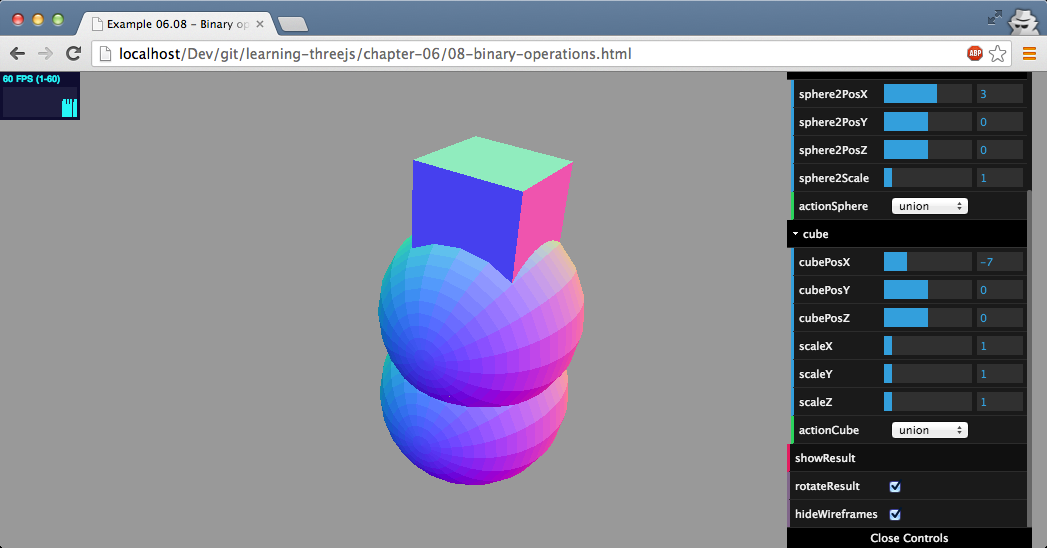 Example 06.08 - Binary op
localhost/Dev/git/learning-threejs/chapter-06/08-binary-operations.html
ABP
60 FPS (1-60)
sphere2PosX 3
sphere2PosY 0
sphere2PosZ 0
sphere2Scale 1
actionSphere union
cube
cubePosX -7
cubePosY 0
cubePosZ 0
scaleX 1
scaleY 1
scaleZ 1
actionCube union
showResult
rotateResult
hideWireframes
Close Controls